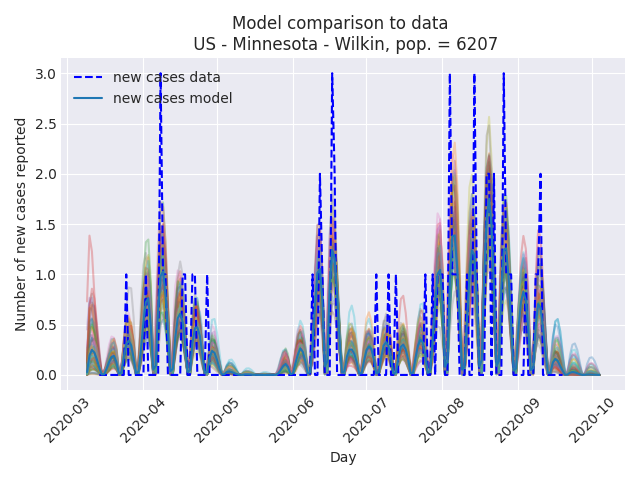 Model comparison to data
US - Minnesota - Wilkin, pop. = 6207
new cases data
new cases model
Number of new cases reported
3.0
2.5
2.0
1.5
1.0
0.5
0.0
2020-03
2020-04
2020-05
2020-06
2020-07
2020-08
2020-09
2020-10
Day